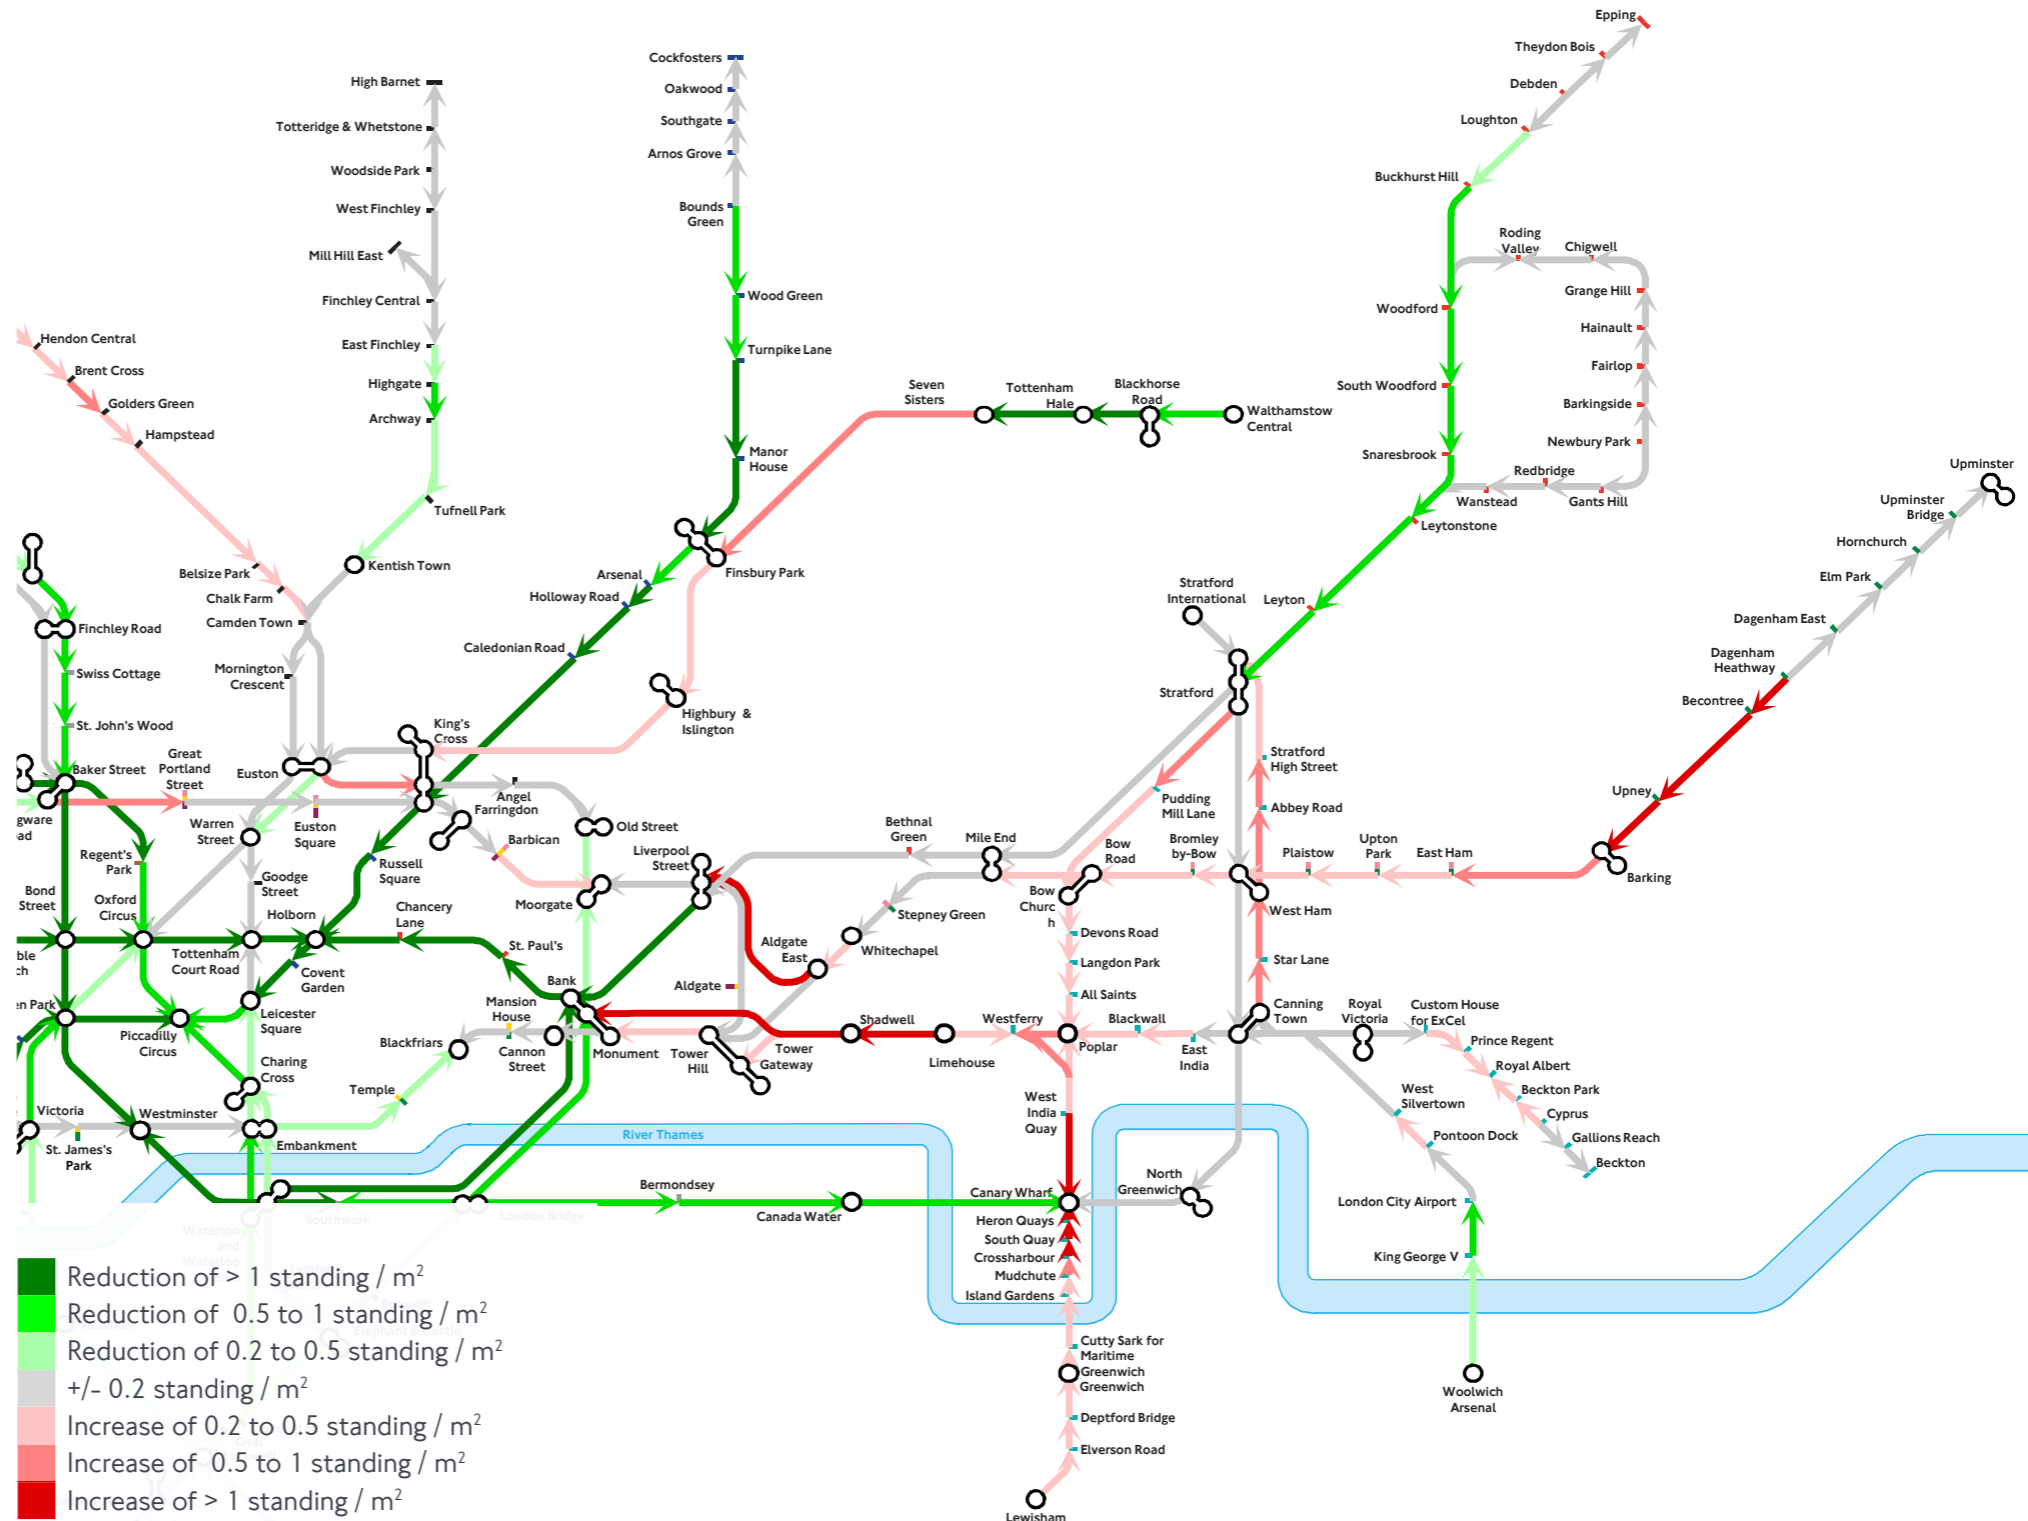 Epping
Theydon Bois
Debden
Loughton
Buckhurst Hill
Cockfosters
Oakwood
Southgate
Arnos Grove
Bounds
Green
Wood Green
Turnpike Lane
Manor
House
High Barnet
Totteridge & Whetstone
Woodside Park
West Finchley
Mill Hill East
Finchley Central
East Finchley
Highgate
Archway
Tufnell Park
Kentish Town
Hendon Central
Brent Cross
Golders Green
Hampstead
Belsize Park
Chalk Farm
Camden Town
Mornington
Crescent
Roding
Valley
Chigwell
Grange Hill
Hainault
Fairlop
Barkingside
Newbury Park
Gants Hill
Redbridge
Wanstead
Woodford
South Woodford
Snaresbrook
Leytonstone
Leyton
Seven
Sisters
Tottenham
Hale
Blackhorse
Road
Walthamstow
Central
Finsbury Park
Arsenal
Holloway Road
Caledonian Road
Highbury &
Islington
King's
Cross
Upminster
Upminster
Bridge
Hornchurch
Elm Park
Dagenham East
Dagenham
Heathway
Becontree
Upney
Barking
East Ham
Upton
Park
Plaistow
West Ham
Bromley
by-Bow
Bow
Road
Mile End
Bethnal
Green
Stratford
International
Stratford
Stratford
High Street
Abbey Road
Pudding
Mill Lane
Finchley Road
Swiss Cottage
St. John's Wood
Baker Street
Great
Portland
Street
Euston
Euston
Square
Warren
Street
Angel
Farringdon
Barbican
Old Street
Liverpool
Street
Moorgate
gware
ad
Regent's
Park
Bond
Street
Oxford
Circus
Goodge
Street
Russell
Square
Holborn
Chancery
Lane
St. Paul's
Tottenham
Court Road
Covent
Garden
ble
ch
en Park
Piccadilly
Circus
Leicester
Square
Charing
Cross
Bank
Mansion
House
Cannon
Street
Monument
Blackfriars
Temple
Embankment
Westminster
Victoria
St. James's
Park
Aldgate
Aldgate
East
Whitechapel
Stepney Green
Tower
Hill
Tower
Gateway
Shadwell
Limehouse
Westferry
Poplar
Blackwall
East
India
Canning
Town
Bow
Churc
h
Devons Road
Langdon Park
All Saints
Star Lane
Royal
Victoria
Custom House
for ExCel
Prince Regent
Royal Albert
Beckton Park
Cyprus
Gallions Reach
Beckton
West
Silvertown
Pontoon Dock
London City Airport
King George V
Woolwich
Arsenal
West
India
Quay
Canary Wharf
Heron Quays
South Quay
Crossharbour
Mudchute
Island Gardens
Cutty Sark for
Maritime
Greenwich
Greenwich
Deptford Bridge
Elverson Road
Lewisham
North
Greenwich
River Thames
Bermondsey
Canada Water
London Bridge
Southwark
Waterloo
and
Waterloo
Reduction of > 1 standing / m²
Reduction of 0.5 to 1 standing / m²
Reduction of 0.2 to 0.5 standing / m²
+/- 0.2 standing / m²
Increase of 0.2 to 0.5 standing / m²
Increase of 0.5 to 1 standing / m²
Increase of > 1 standing / m²